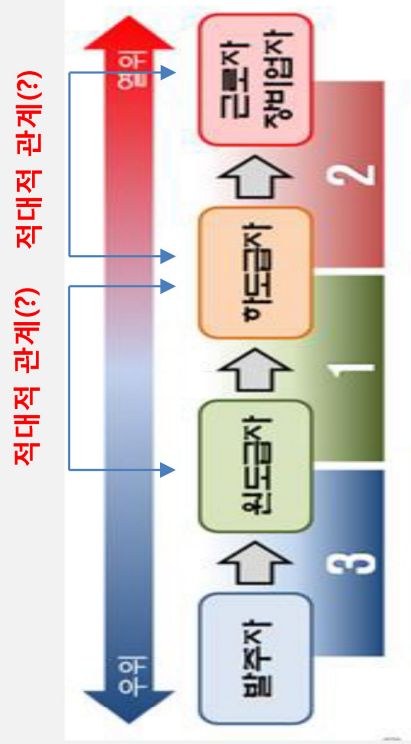 적대적 관계(?)
적대적 관계(?)
우위
열위
발주자
원도급자
하도급자
근로자
장비업자
3
1
2